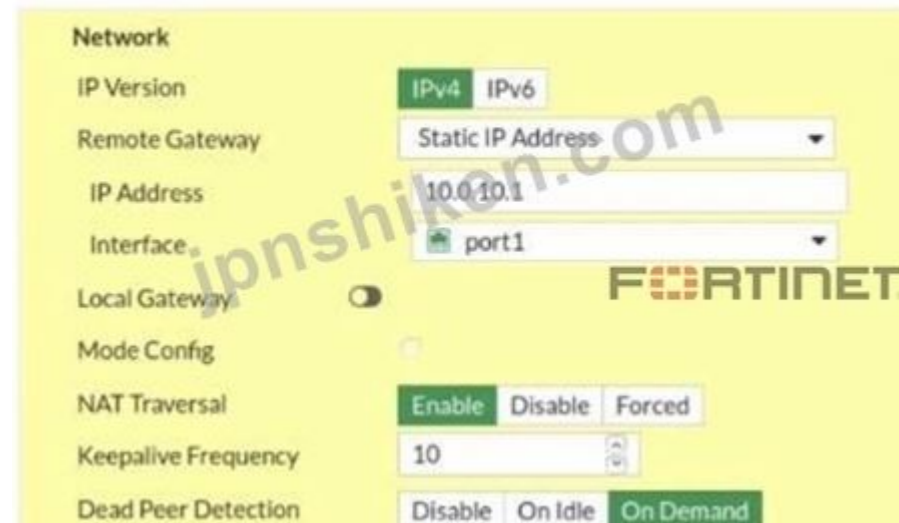 Network
IP Version IPv4 IPv6
Remote Gateway Static IP Address
IP Address 10.0.10.1
Interface port1
jpnshiken.com
FORTINET
Local Gateway
Mode Config
NAT Traversal Enable Disable Forced
Keepalive Frequency 10
Dead Peer Detection Disable On Idle On Demand